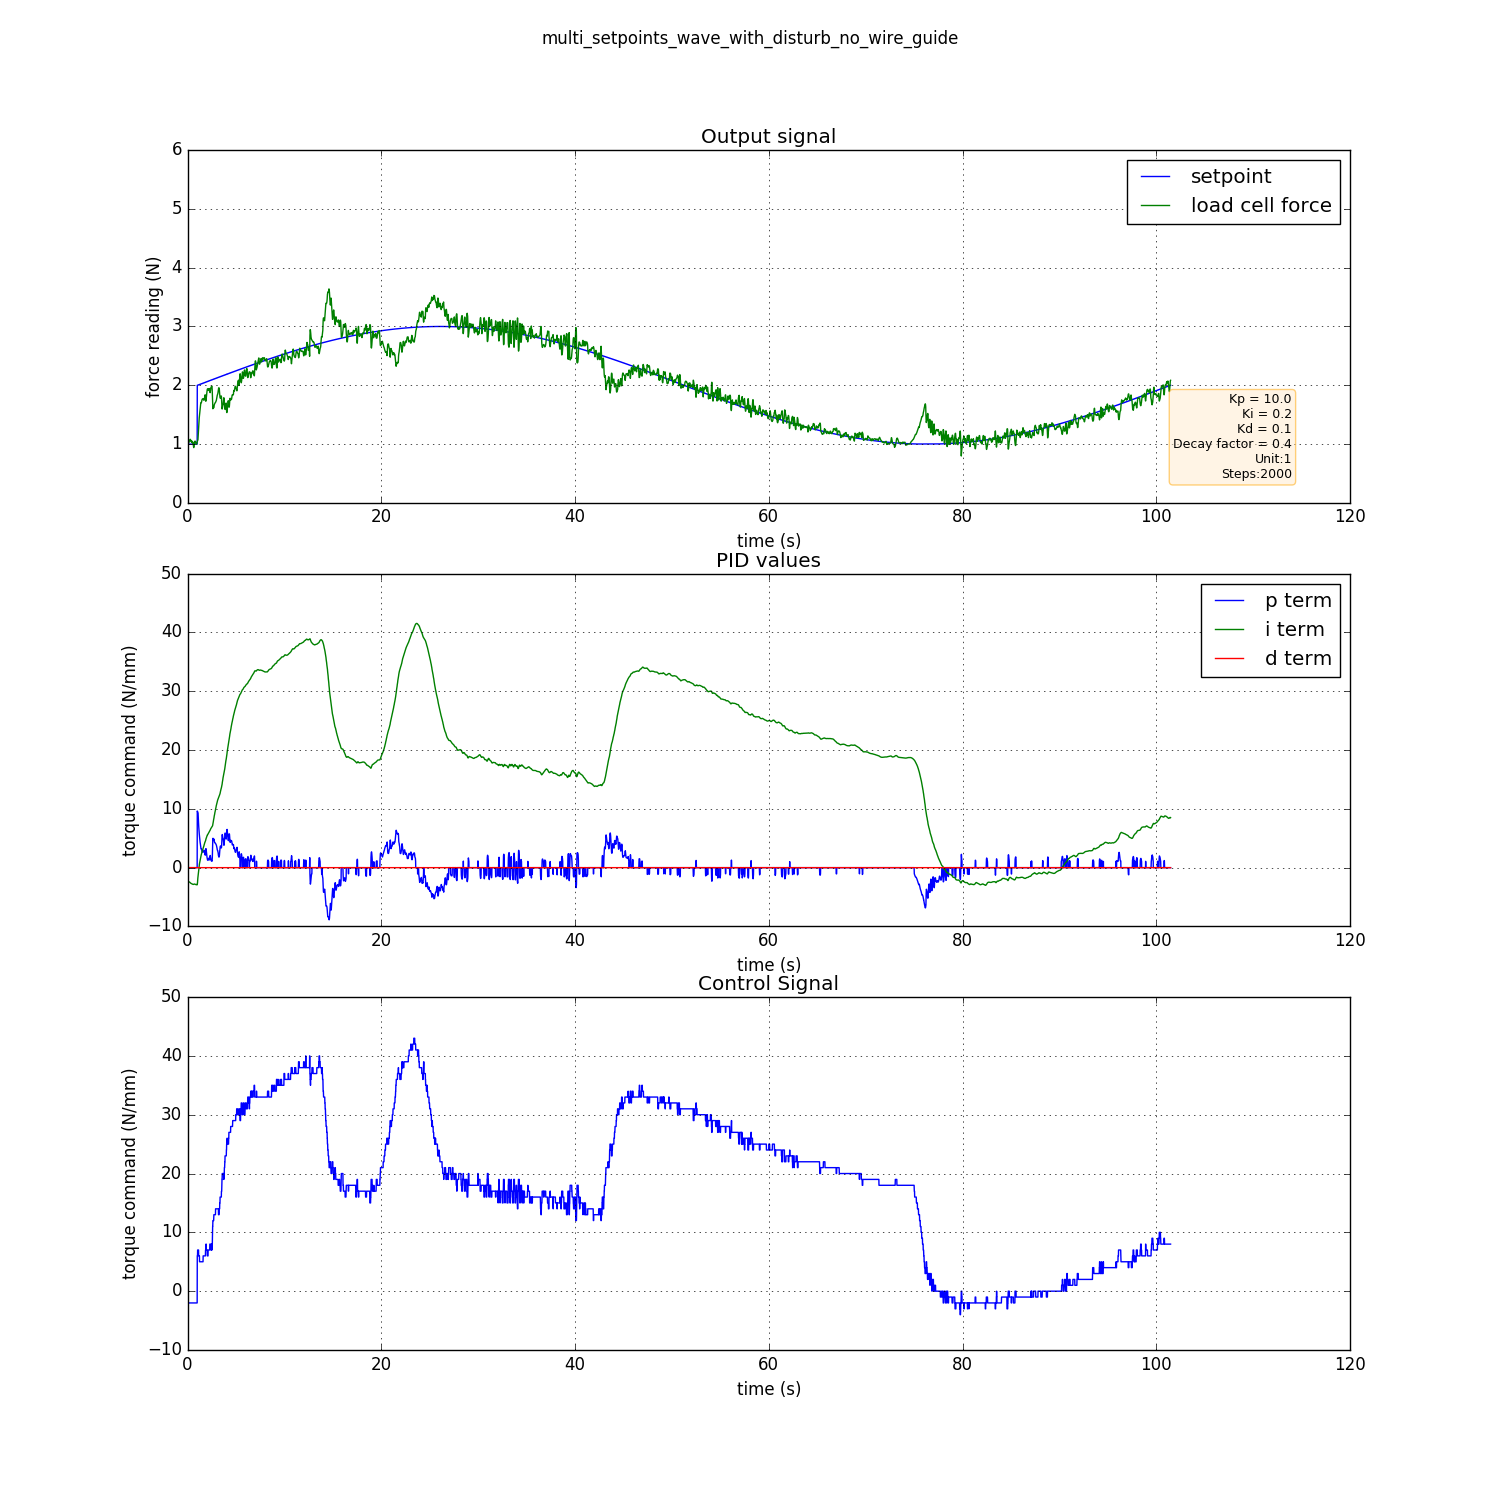 multi_setpoints_wave_with_disturb_no_wire_guide
Output signal
6
5
4
3
2
1
0
force reading (N)
setpoint
load cell force
Kp = 10.0
Ki = 0.2
Kd = 0.1
Decay factor = 0.4
Unit:1
Steps:2000
0 20 40 60 80 100 120
time (s)
PID values
50
40
30
20
10
0
−10
torque command (N/mm)
p term
i term
d term
0 20 40 60 80 100 120
time (s)
Control Signal
50
40
30
20
10
0
−10
torque command (N/mm)
0 20 40 60 80 100 120
time (s)